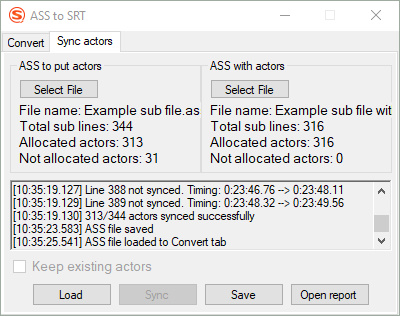 ASS to SRT
Convert
Sync actors
ASS to put actors
Select File
File name: Example sub file.as
Total sub lines: 344
Allocated actors: 313
Not allocated actors: 31
ASS with actors
Select File
File name: Example sub file wit
Total sub lines: 316
Allocated actors: 316
Not allocated actors: 0
[10:35:19.127] Line 388 not synced. Timing: 0:23:46.76 --> 0:23:48.11
[10:35:19.129] Line 389 not synced. Timing: 0:23:48.32 --> 0:23:49.56
[10:35:19.130] 313/344 actors synced successfully
[10:35:23.583] ASS file saved
[10:35:25.541] ASS file loaded to Convert tab
Keep existing actors
Load
Sync
Save
Open report